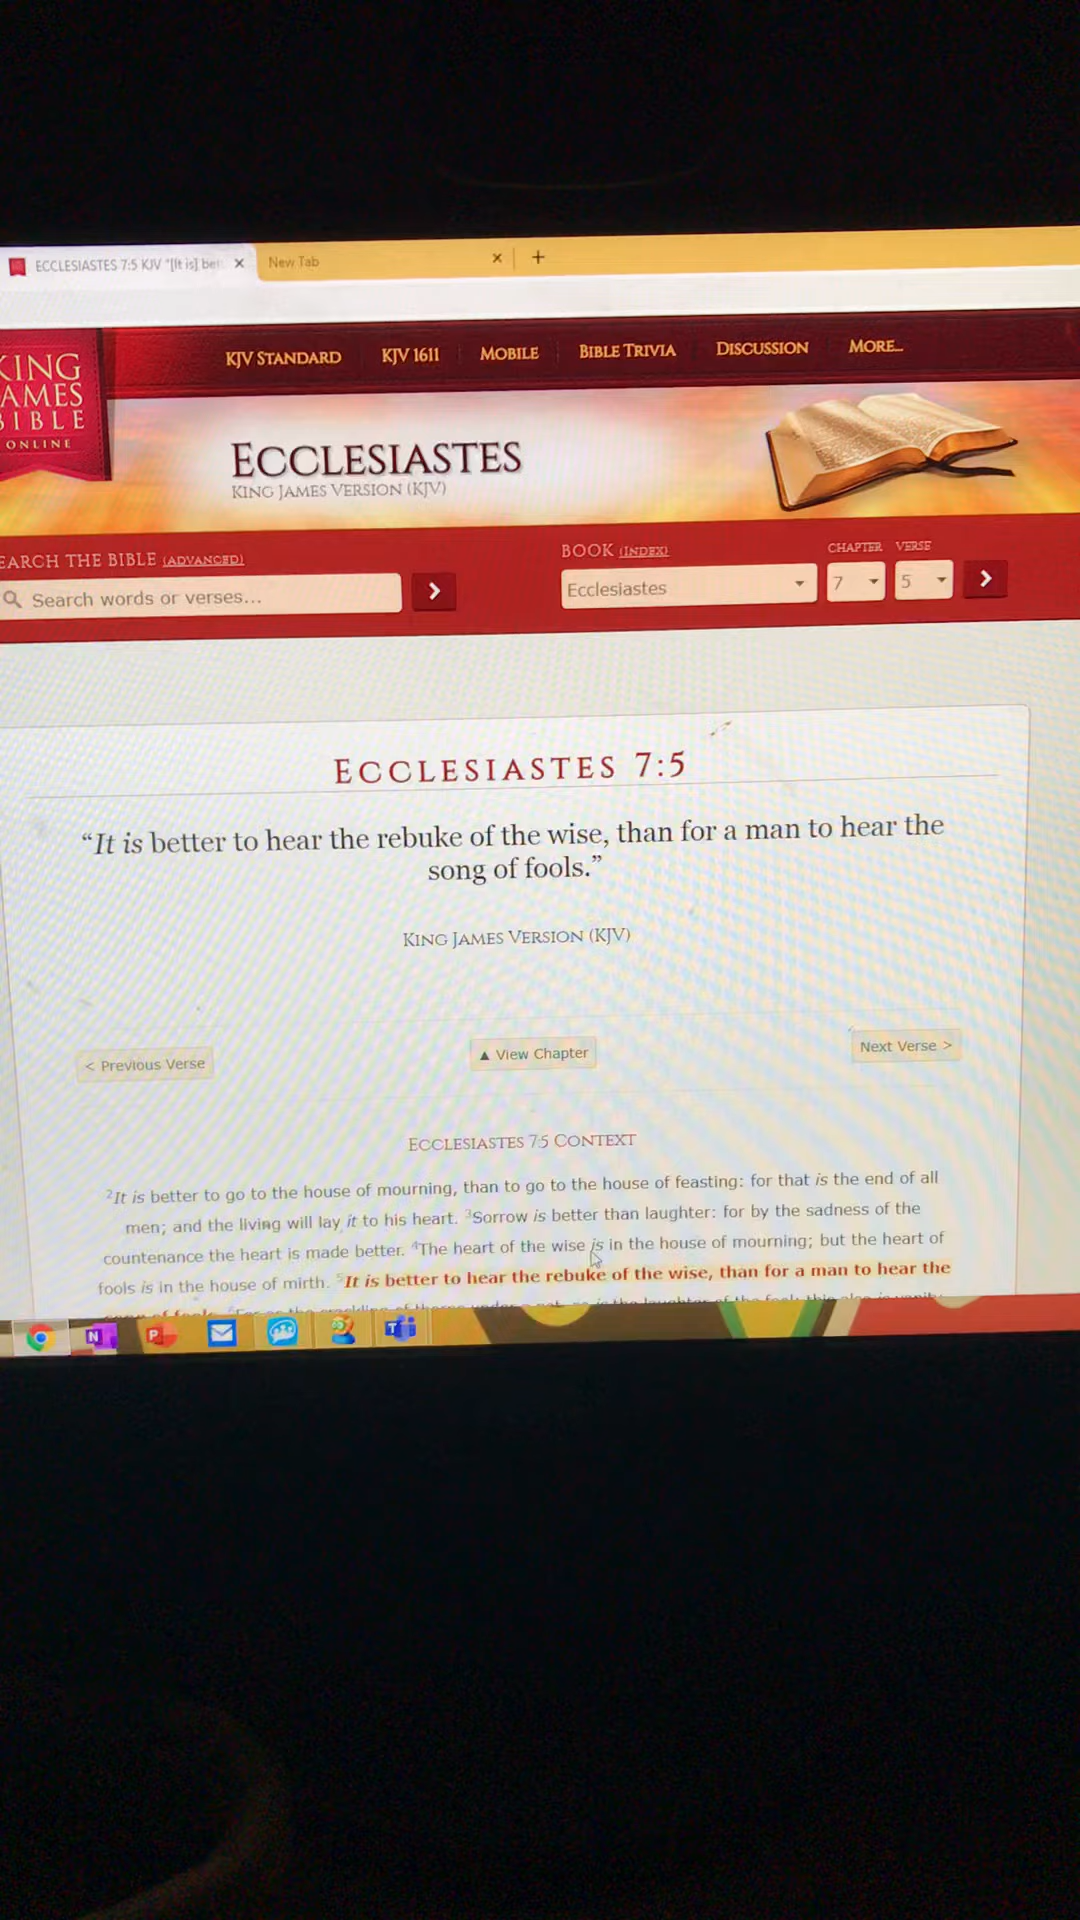 ECCLESIASTES 7:5 KJV "[It is] bet
New Tab
KING
JAMES
BIBLE
ONLINE
KJV STANDARD KJV 1611 MOBILE BIBLE TRIVIA DISCUSSION MORE...
ECCLESIASTES
KING JAMES VERSION (KJV)
SEARCH THE BIBLE (ADVANCED)
Search words or verses...
BOOK (INDEX) CHAPTER VERSE
Ecclesiastes 7 5
ECCLESIASTES 7:5
“It is better to hear the rebuke of the wise, than for a man to hear the
song of fools.”
KING JAMES VERSION (KJV)
< Previous Verse ▲ View Chapter Next Verse >
ECCLESIASTES 7:5 CONTEXT
2It is better to go to the house of mourning, than to go to the house of feasting: for that is the end of all
men; and the living will lay it to his heart. 3Sorrow is better than laughter: for by the sadness of the
countenance the heart is made better. 4The heart of the wise is in the house of mourning; but the heart of
fools is in the house of mirth. 5It is better to hear the rebuke of the wise, than for a man to hear the